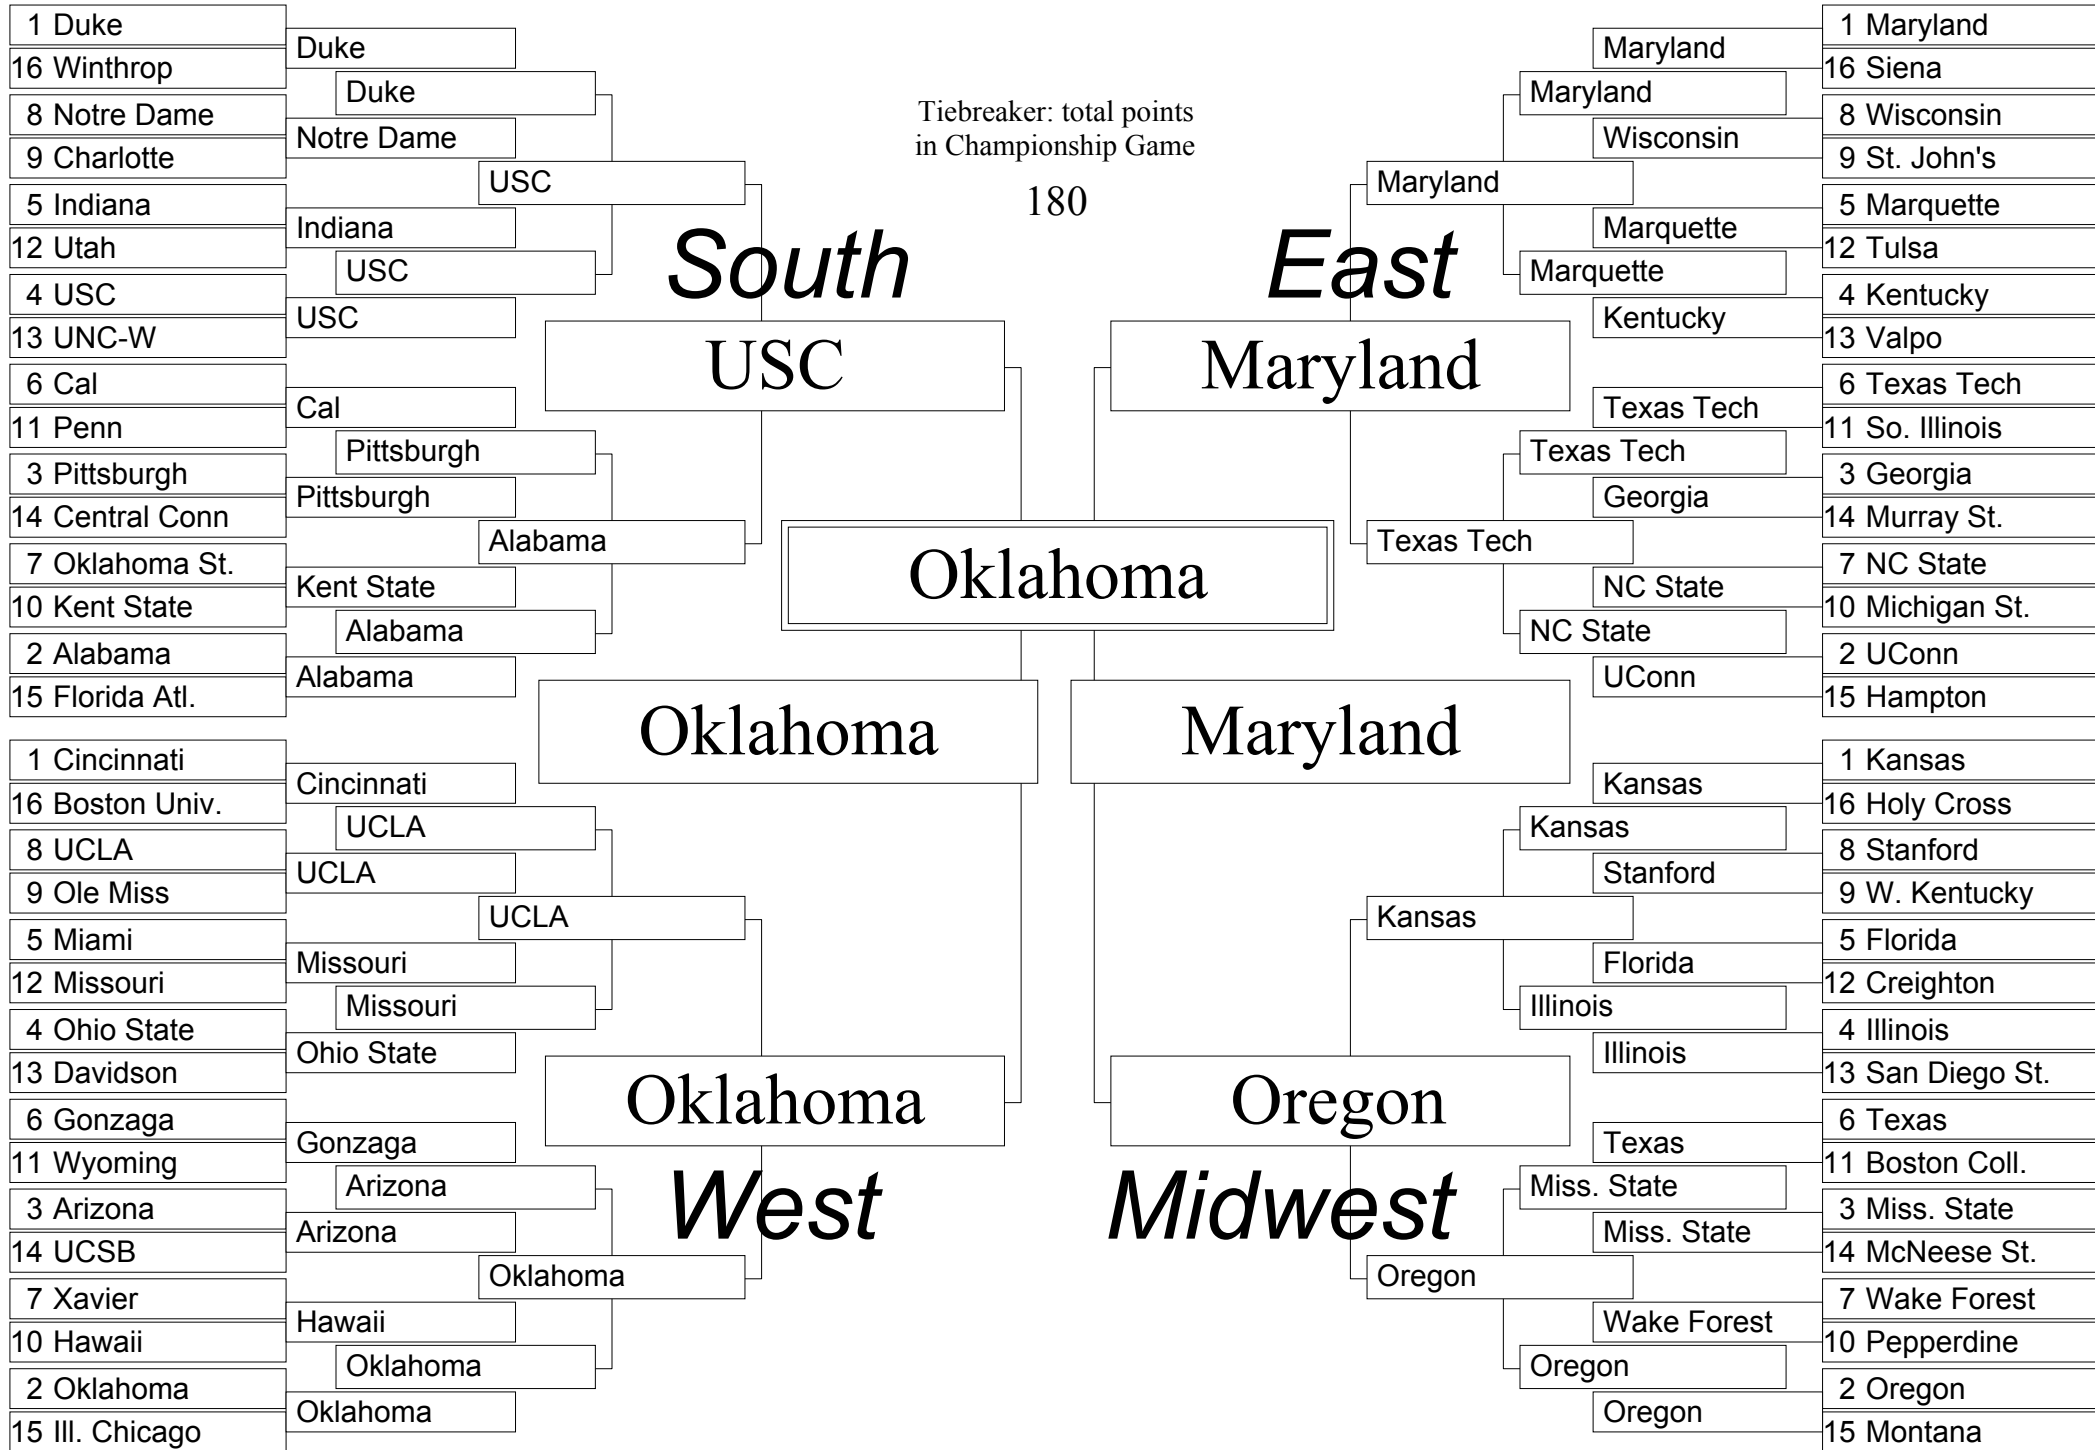 1 Duke
16 Winthrop
8 Notre Dame
9 Charlotte
5 Indiana
12 Utah
4 USC
13 UNC-W
6 Cal
11 Penn
3 Pittsburgh
14 Central Conn
7 Oklahoma St.
10 Kent State
2 Alabama
15 Florida Atl.
Duke
Notre Dame
Indiana
USC
Cal
Pittsburgh
Kent State
Alabama
Duke
USC
Pittsburgh
Alabama
USC
Alabama
South
USC
1 Cincinnati
16 Boston Univ.
8 UCLA
9 Ole Miss
5 Miami
12 Missouri
4 Ohio State
13 Davidson
6 Gonzaga
11 Wyoming
3 Arizona
14 UCSB
7 Xavier
10 Hawaii
2 Oklahoma
15 Ill. Chicago
Cincinnati
UCLA
Missouri
Ohio State
Gonzaga
Arizona
Hawaii
Oklahoma
UCLA
Missouri
Arizona
Oklahoma
UCLA
Oklahoma
Oklahoma
West
Tiebreaker: total points
in Championship Game
180
Oklahoma
Oklahoma
Maryland
East
Maryland
Maryland
Texas Tech
Maryland
Marquette
Texas Tech
NC State
Maryland
Wisconsin
Marquette
Kentucky
Texas Tech
Georgia
NC State
UConn
1 Maryland
16 Siena
8 Wisconsin
9 St. John's
5 Marquette
12 Tulsa
4 Kentucky
13 Valpo
6 Texas Tech
11 So. Illinois
3 Georgia
14 Murray St.
7 NC State
10 Michigan St.
2 UConn
15 Hampton
Oregon
Midwest
Kansas
Oregon
Kansas
Illinois
Miss. State
Oregon
Kansas
Stanford
Florida
Illinois
Texas
Miss. State
Wake Forest
Oregon
1 Kansas
16 Holy Cross
8 Stanford
9 W. Kentucky
5 Florida
12 Creighton
4 Illinois
13 San Diego St.
6 Texas
11 Boston Coll.
3 Miss. State
14 McNeese St.
7 Wake Forest
10 Pepperdine
2 Oregon
15 Montana